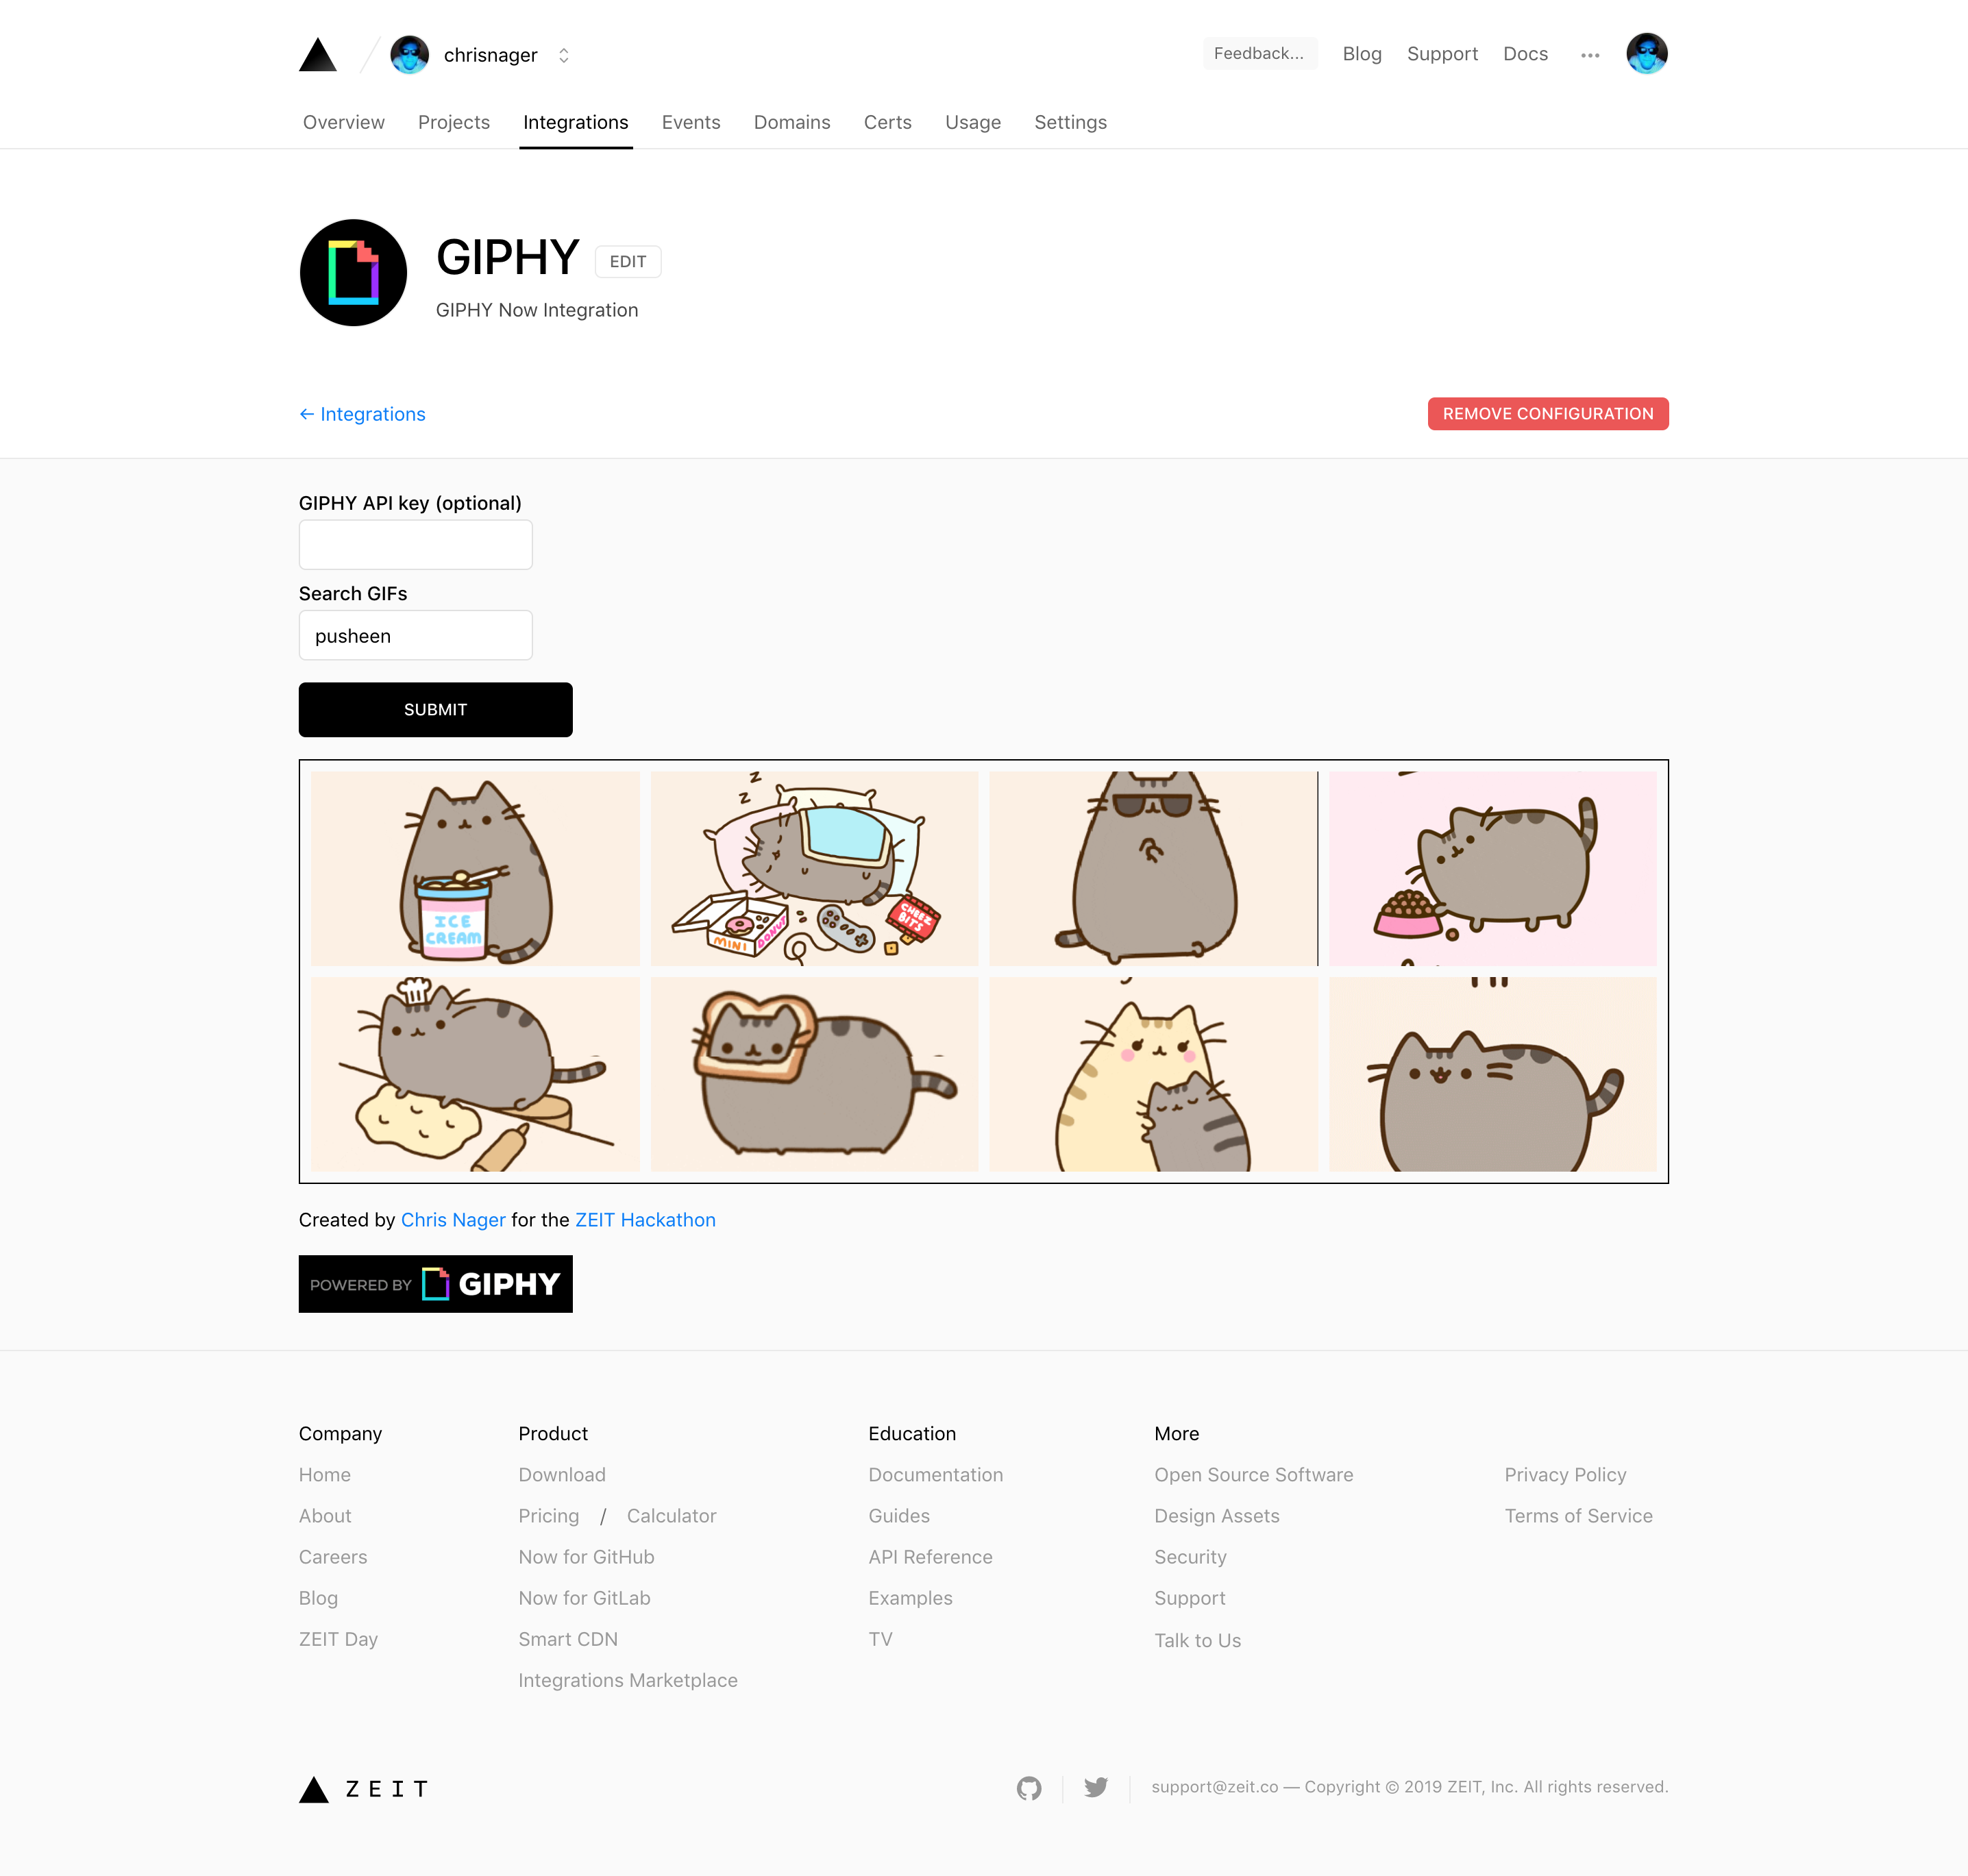 chrisnager
Feedback...
Blog
Support
Docs
Overview
Projects
Integrations
Events
Domains
Certs
Usage
Settings
GIPHY
EDIT
GIPHY Now Integration
← Integrations
REMOVE CONFIGURATION
GIPHY API key (optional)
Search GIFs
pusheen
SUBMIT
ICE
CREAM
z
z
MINI
DONUT
CHEEZ
BITS
Created by Chris Nager for the ZEIT Hackathon
POWERED BY GIPHY
Company
Home
About
Careers
Blog
ZEIT Day
Product
Download
Pricing / Calculator
Now for GitHub
Now for GitLab
Smart CDN
Integrations Marketplace
Education
Documentation
Guides
API Reference
Examples
TV
More
Open Source Software
Design Assets
Security
Support
Talk to Us
Privacy Policy
Terms of Service
ZEIT
support@zeit.co — Copyright © 2019 ZEIT, Inc. All rights reserved.